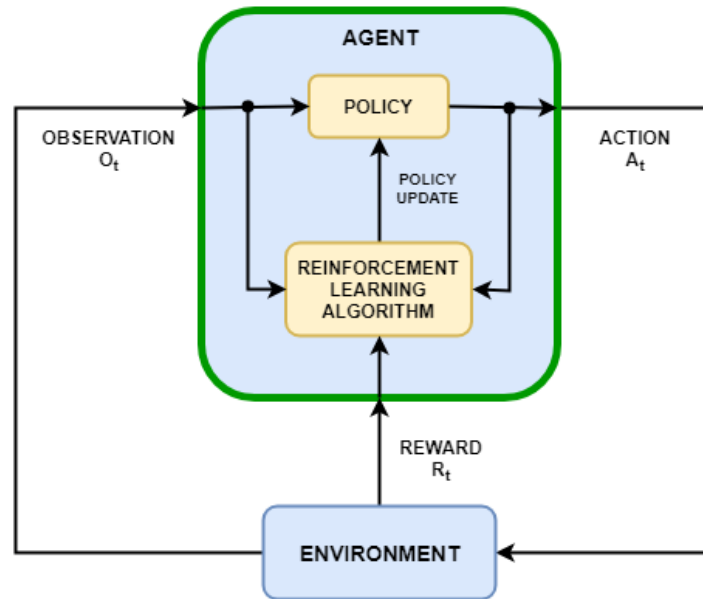 AGENT
POLICY
OBSERVATION
Oₜ
ACTION
Aₜ
POLICY
UPDATE
REINFORCEMENT
LEARNING
ALGORITHM
REWARD
Rₜ
ENVIRONMENT